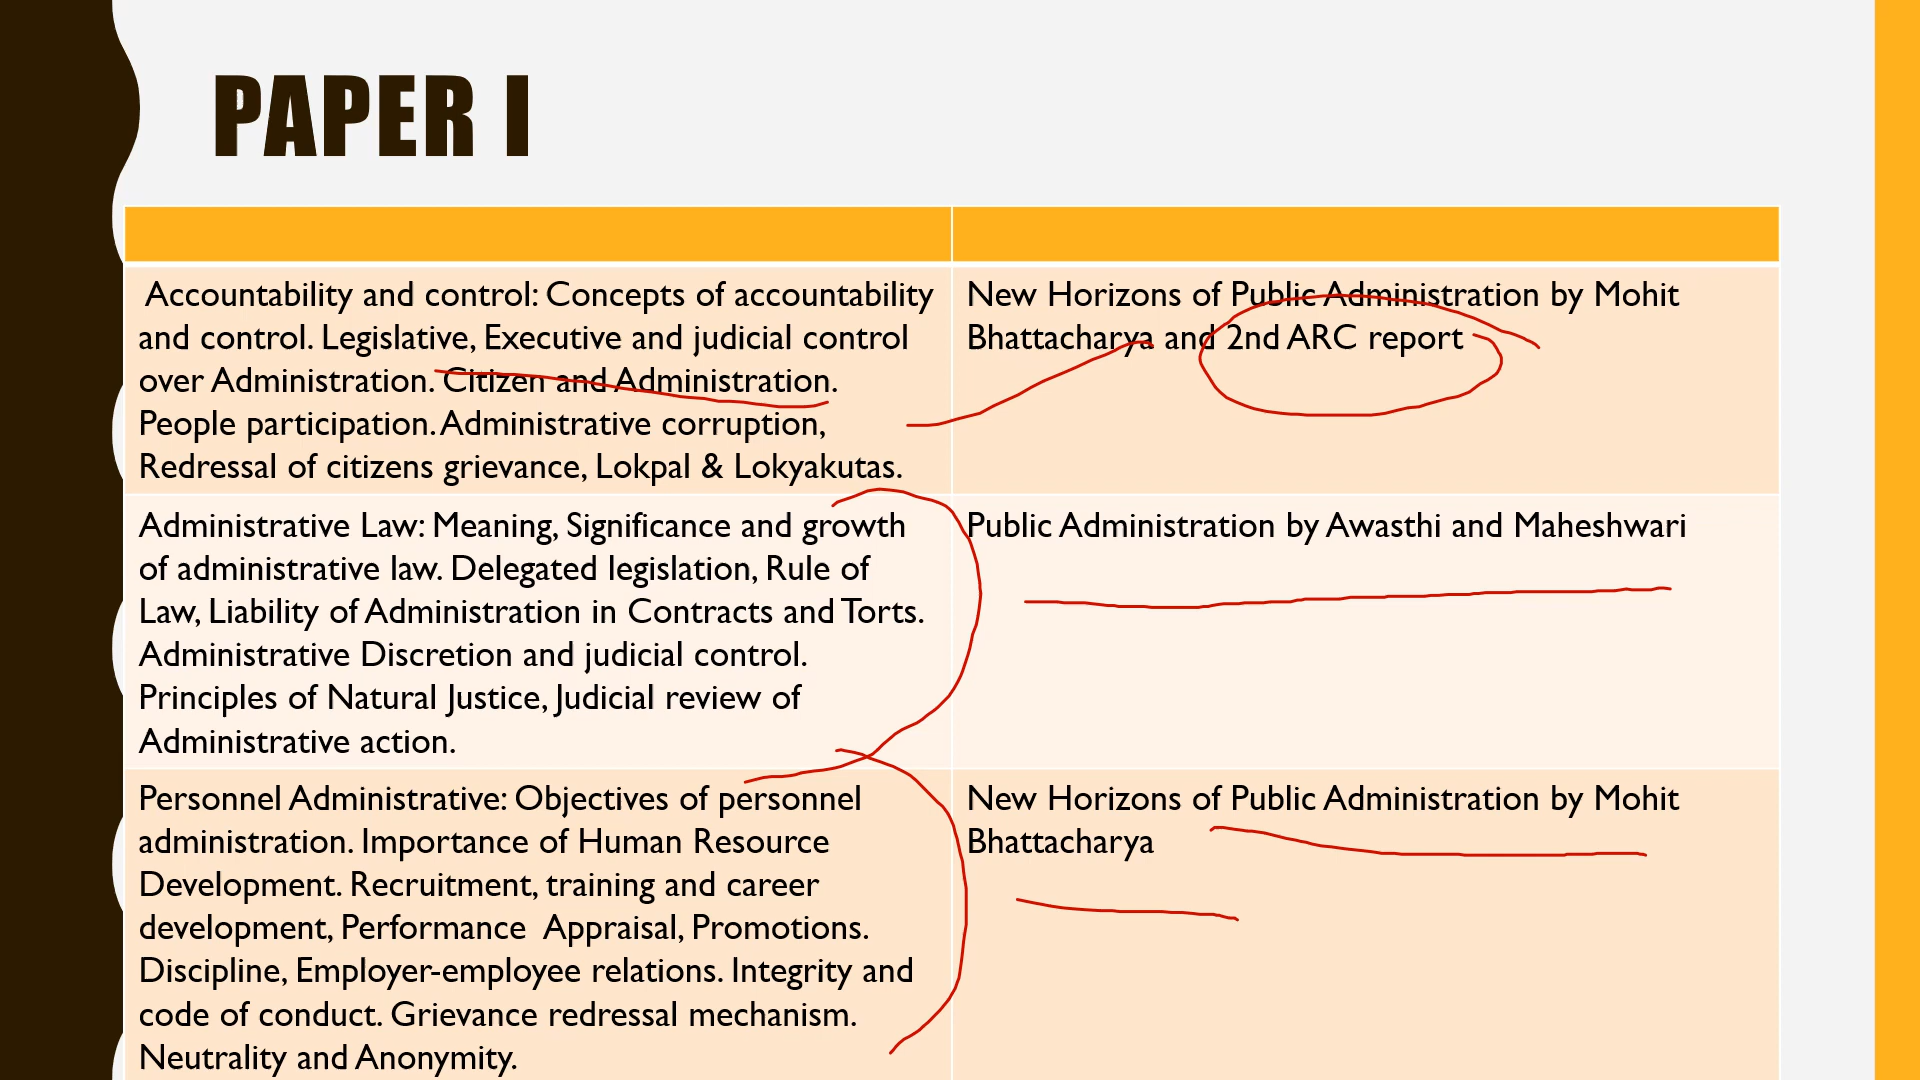 PAPER I
Accountability and control: Concepts of accountability
and control. Legislative, Executive and judicial control
over Administration. Citizen and Administration.
People participation. Administrative corruption,
Redressal of citizens grievance, Lokpal & Lokyakutas.
New Horizons of Public Administration by Mohit
Bhattacharya and 2nd ARC report
Administrative Law: Meaning, Significance and growth
of administrative law. Delegated legislation, Rule of
Law, Liability of Administration in Contracts and Torts.
Administrative Discretion and judicial control.
Principles of Natural Justice, Judicial review of
Administrative action.
Public Administration by Awasthi and Maheshwari
Personnel Administrative: Objectives of personnel
administration. Importance of Human Resource
Development. Recruitment, training and career
development, Performance  Appraisal, Promotions.
Discipline, Employer-employee relations. Integrity and
code of conduct. Grievance redressal mechanism.
Neutrality and Anonymity.
New Horizons of Public Administration by Mohit
Bhattacharya